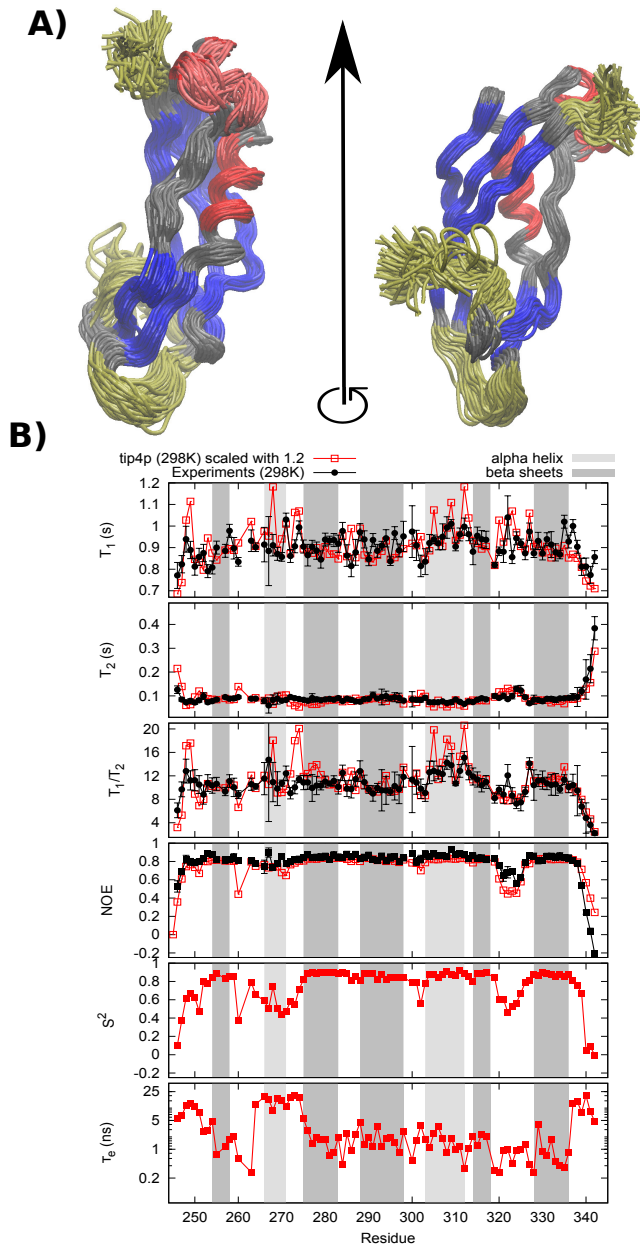 A)
B)
tip4p (298K) scaled with 1.2
Experiments (298K)
alpha helix
beta sheets
T1 (s)
1.2
1.1
1
0.9
0.8
0.7
T2 (s)
0.4
0.3
0.2
0.1
T1/T2
20
16
12
8
4
NOE
1
0.8
0.6
0.4
0.2
0
-0.2
S2
1
0.8
0.6
0.4
0.2
0
-0.2
τe (ns)
25
5
1
0.2
250 260 270 280 290 300 310 320 330 340
Residue